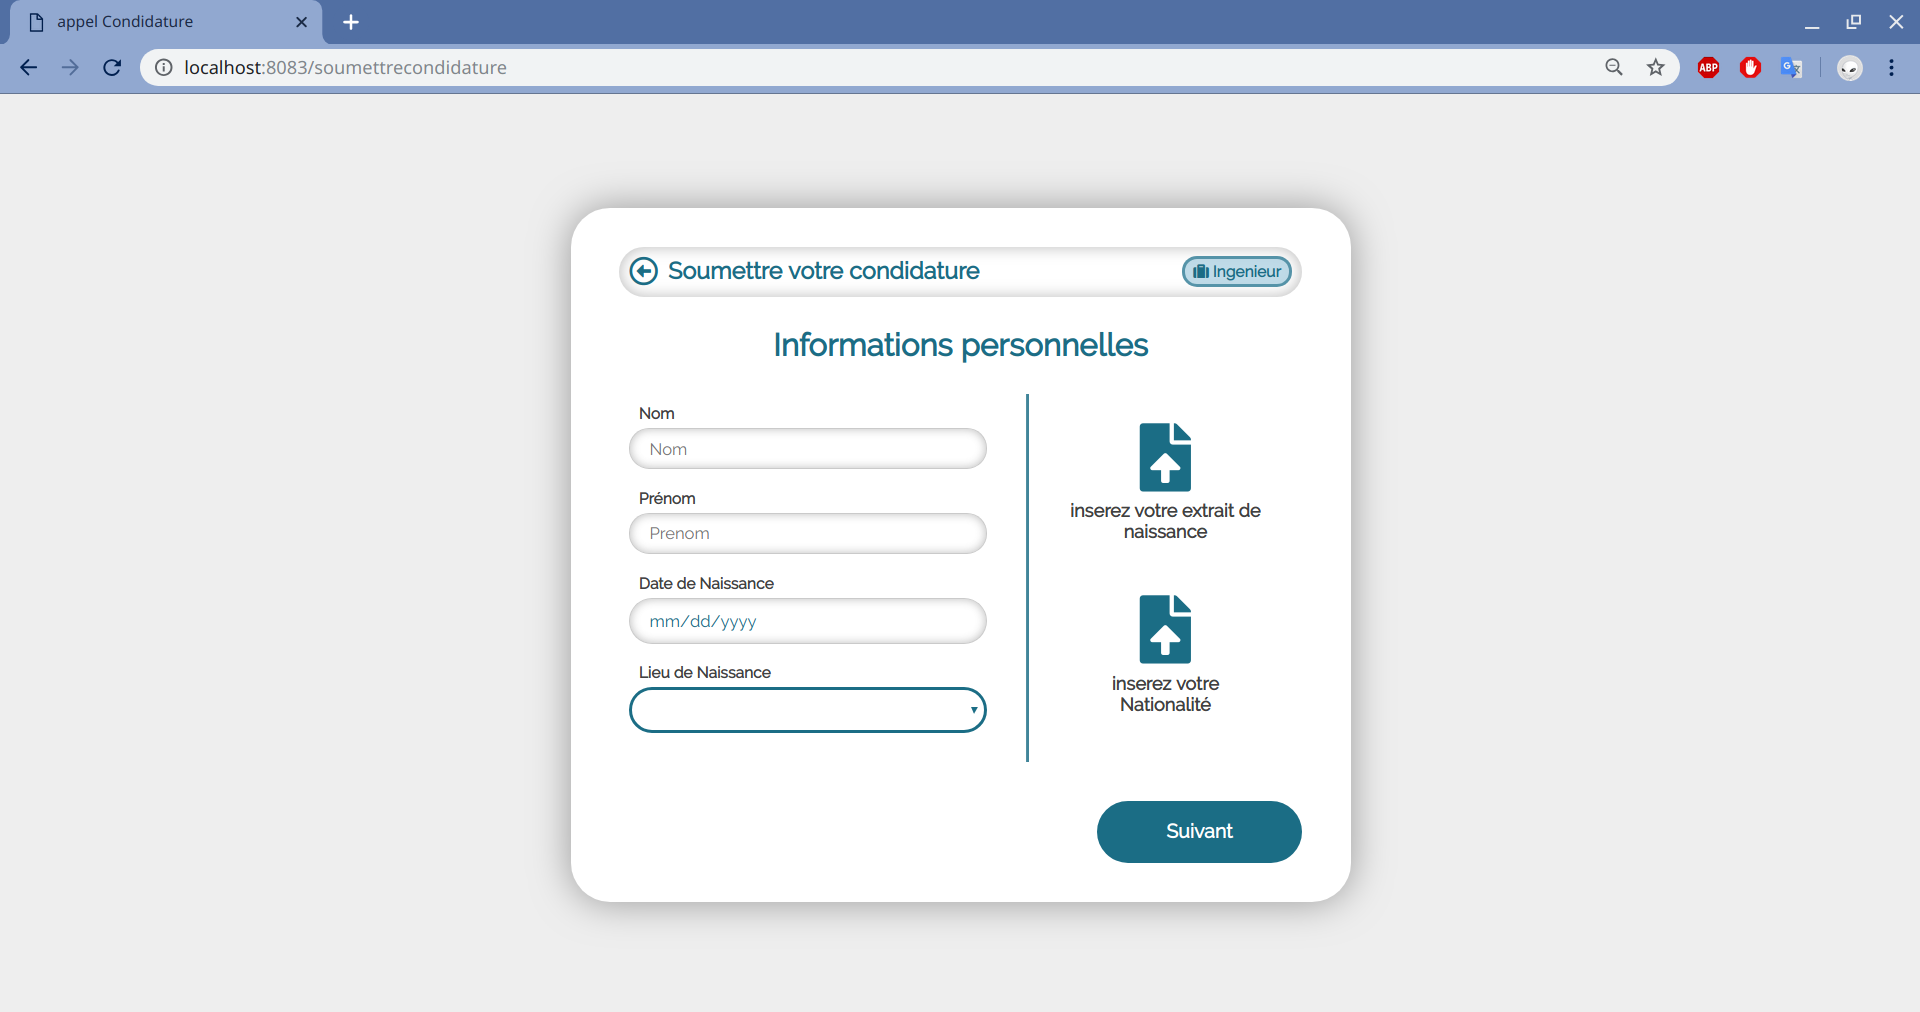 appel Condidature
localhost:8083/soumettrecondidature
ABP
G
Soumettre votre condidature
Ingenieur
Informations personnelles
Nom
Nom
Prénom
Prenom
Date de Naissance
mm/dd/yyyy
Lieu de Naissance
inserez votre extrait de
naissance
inserez votre
Nationalité
Suivant